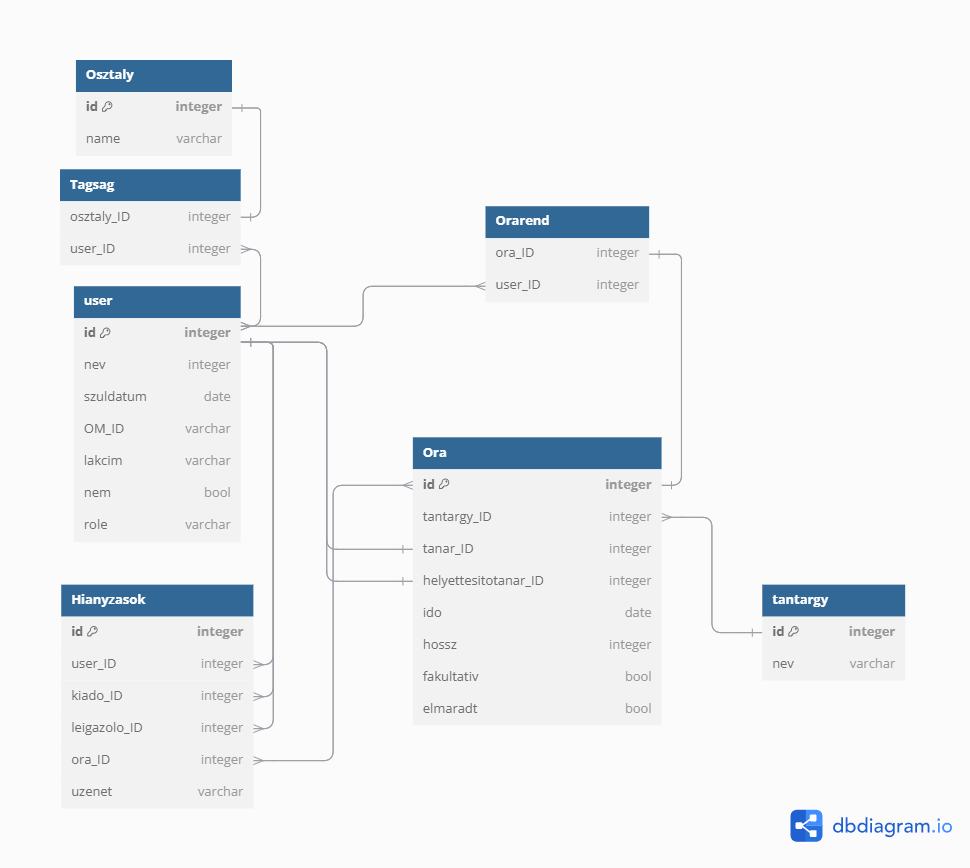 Osztaly
id integer
name varchar
Tagsag
osztaly_ID integer
user_ID integer
user
id integer
nev integer
szuldatum date
OM_ID varchar
lakcim varchar
nem bool
role varchar
Hianyzasok
id integer
user_ID integer
kiado_ID integer
leigazolo_ID integer
ora_ID integer
uzenet varchar
Orarend
ora_ID integer
user_ID integer
Ora
id integer
tantargy_ID integer
tanar_ID integer
helyettesitotanar_ID integer
ido date
hossz integer
fakultativ bool
elmaradt bool
tantargy
id integer
nev varchar
dbdiagram.io